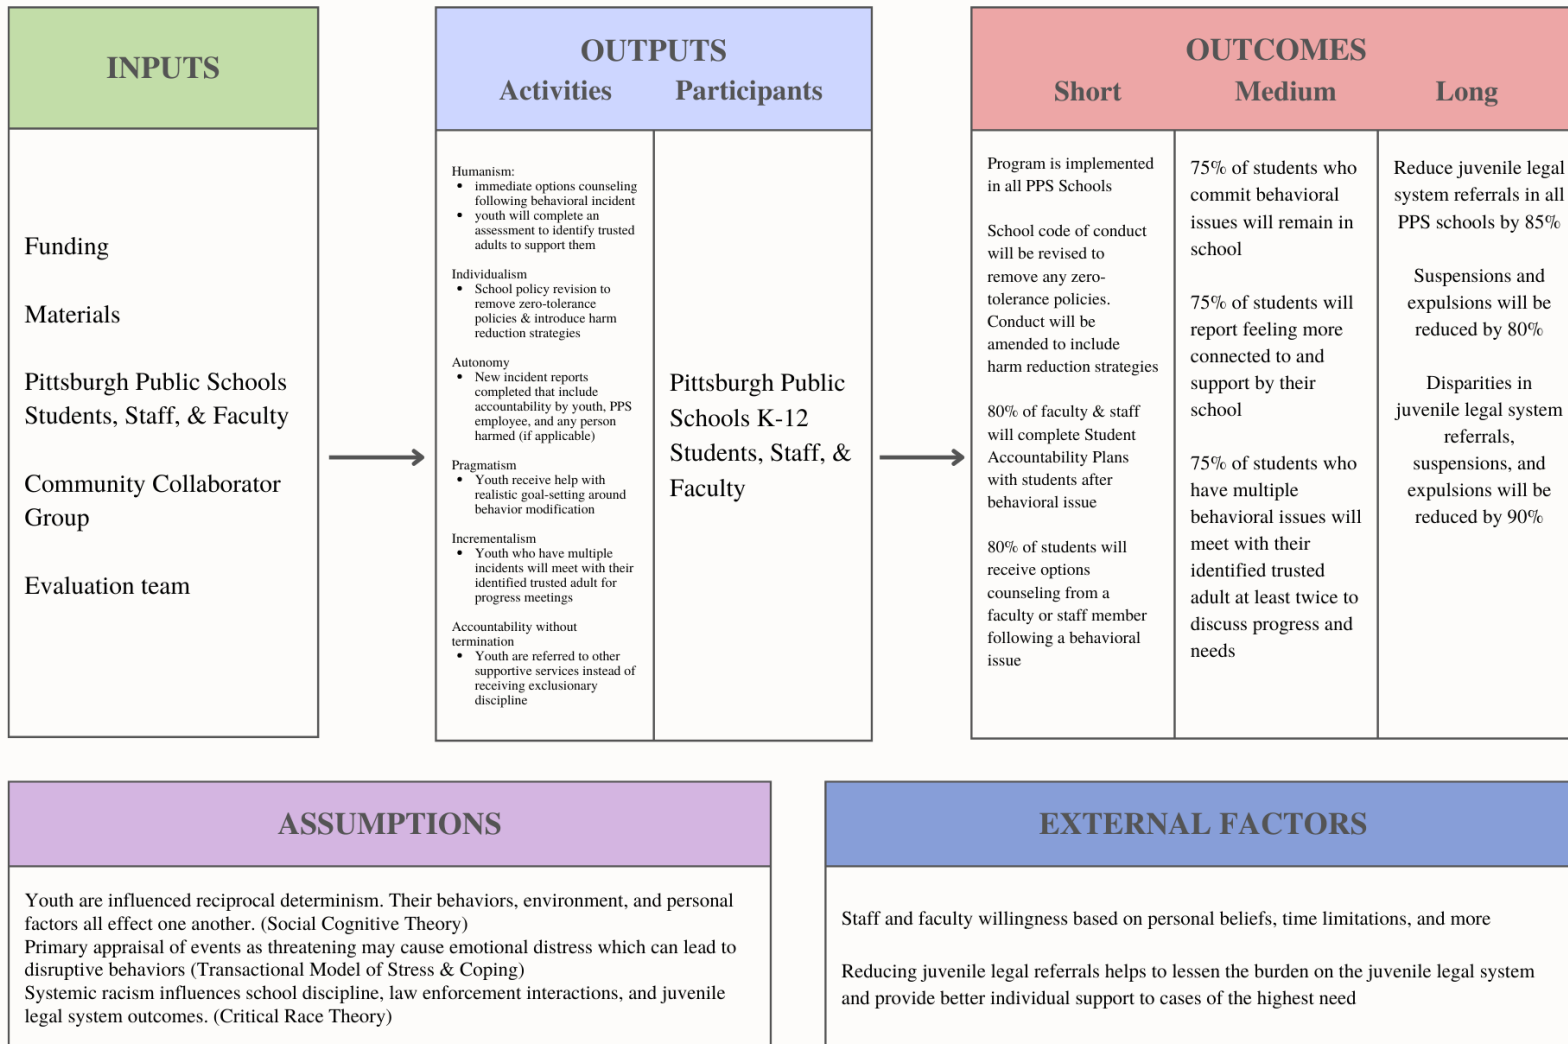 INPUTS
Funding
Materials
Pittsburgh Public Schools
Students, Staff, & Faculty
Community Collaborator
Group
Evaluation team
OUTPUTS
Activities Participants
Humanism:
• immediate options counseling
following behavioral incident
• youth will complete an
assessment to identify trusted
adults to support them
Individualism
• School policy revision to
remove zero-tolerance
policies & introduce harm
reduction strategies
Autonomy
• New incident reports
completed that include
accountability by youth, PPS
employee, and any person
harmed (if applicable)
Pragmatism
• Youth receive help with
realistic goal-setting around
behavior modification
Incrementalism
• Youth who have multiple
incidents will meet with their
identified trusted adult for
progress meetings
Accountability without
termination
• Youth are referred to other
supportive services instead of
receiving exclusionary
discipline
Pittsburgh Public
Schools K-12
Students, Staff, &
Faculty
OUTCOMES
Short Medium Long
Program is implemented
in all PPS Schools
School code of conduct
will be revised to
remove any zero-
tolerance policies.
Conduct will be
amended to include
harm reduction strategies
80% of faculty & staff
will complete Student
Accountability Plans
with students after
behavioral issue
80% of students will
receive options
counseling from a
faculty or staff member
following a behavioral
issue
75% of students who
commit behavioral
issues will remain in
school
75% of students will
report feeling more
connected to and
support by their
school
75% of students who
have multiple
behavioral issues will
meet with their
identified trusted
adult at least twice to
discuss progress and
needs
Reduce juvenile legal
system referrals in all
PPS schools by 85%
Suspensions and
expulsions will be
reduced by 80%
Disparities in
juvenile legal system
referrals,
suspensions, and
expulsions will be
reduced by 90%
ASSUMPTIONS
Youth are influenced reciprocal determinism. Their behaviors, environment, and personal
factors all effect one another. (Social Cognitive Theory)
Primary appraisal of events as threatening may cause emotional distress which can lead to
disruptive behaviors (Transactional Model of Stress & Coping)
Systemic racism influences school discipline, law enforcement interactions, and juvenile
legal system outcomes. (Critical Race Theory)
EXTERNAL FACTORS
Staff and faculty willingness based on personal beliefs, time limitations, and more
Reducing juvenile legal referrals helps to lessen the burden on the juvenile legal system
and provide better individual support to cases of the highest need